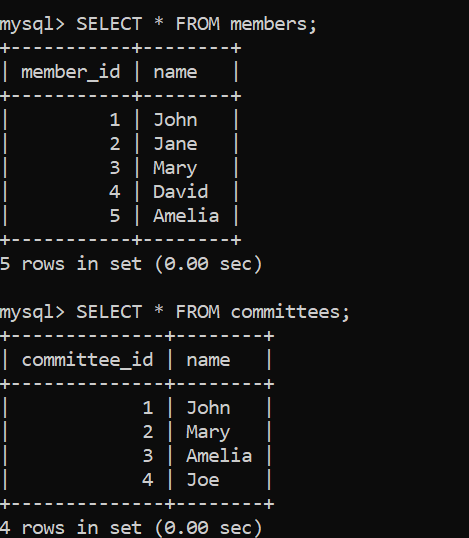 mysql> SELECT * FROM members;
+-----------+--------+
| member_id | name   |
+-----------+--------+
|         1 | John   |
|         2 | Jane   |
|         3 | Mary   |
|         4 | David  |
|         5 | Amelia |
+-----------+--------+
5 rows in set (0.00 sec)

mysql> SELECT * FROM committees;
+--------------+--------+
| committee_id | name   |
+--------------+--------+
|            1 | John   |
|            2 | Mary   |
|            3 | Amelia |
|            4 | Joe    |
+--------------+--------+
4 rows in set (0.00 sec)